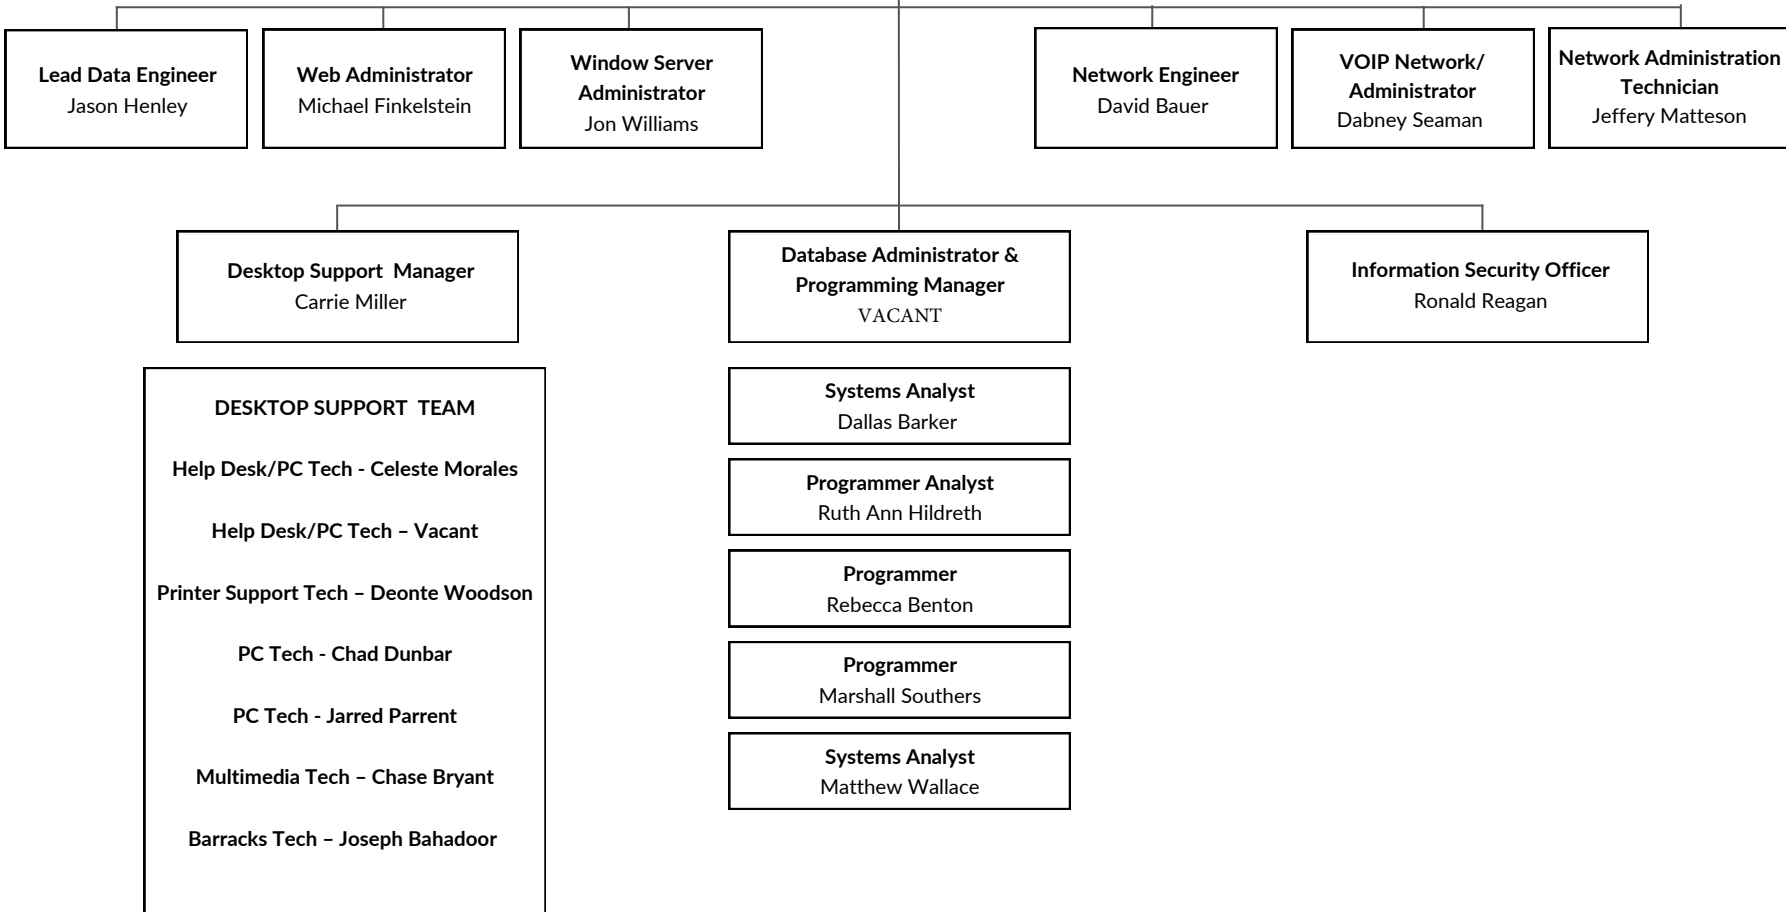 Lead Data Engineer
Jason Henley
Web Administrator
Michael Finkelstein
Window Server
Administrator
Jon Williams
Network Engineer
David Bauer
VOIP Network/
Administrator
Dabney Seaman
Network Administration
Technician
Jeffery Matteson
Desktop Support  Manager
Carrie Miller
Database Administrator &
Programming Manager
VACANT
Information Security Officer
Ronald Reagan
DESKTOP SUPPORT  TEAM
Help Desk/PC Tech - Celeste Morales
Help Desk/PC Tech – Vacant
Printer Support Tech – Deonte Woodson
PC Tech - Chad Dunbar
PC Tech - Jarred Parrent
Multimedia Tech – Chase Bryant
Barracks Tech – Joseph Bahadoor
Systems Analyst
Dallas Barker
Programmer Analyst
Ruth Ann Hildreth
Programmer
Rebecca Benton
Programmer
Marshall Southers
Systems Analyst
Matthew Wallace